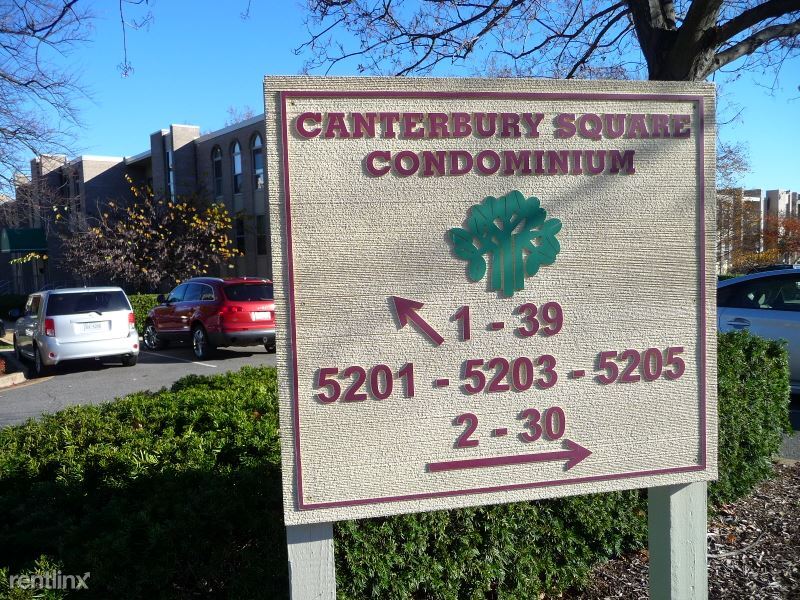 CANTERBURY SQUARE
CONDOMINIUM
1 - 39
5201 - 5203 - 5205
2 - 30
rentlinx